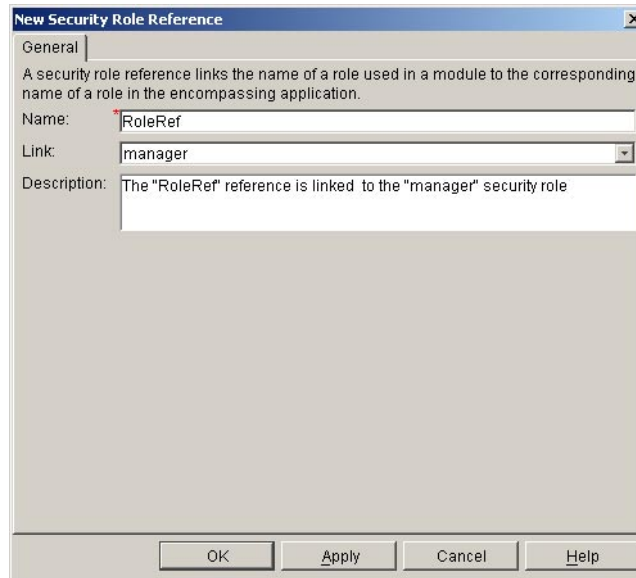 New Security Role Reference
General
A security role reference links the name of a role used in a module to the corresponding
name of a role in the encompassing application.
Name: *RoleRef
Link: manager
Description: The "RoleRef" reference is linked to the "manager" security role
OK Apply Cancel Help